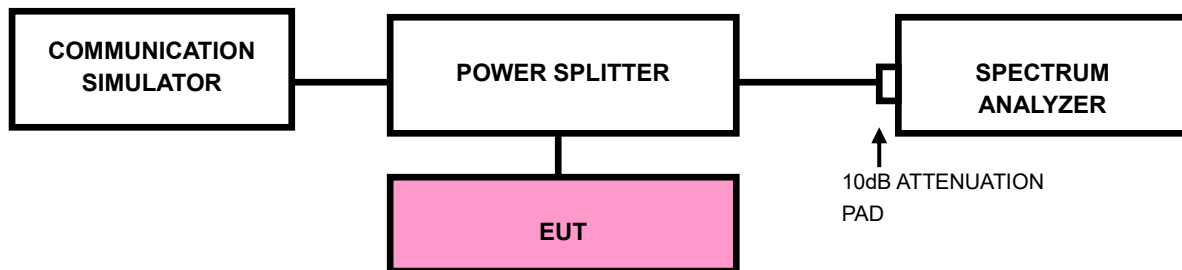 COMMUNICATION
SIMULATOR
POWER SPLITTER
SPECTRUM
ANALYZER
10dB ATTENUATION
PAD
EUT